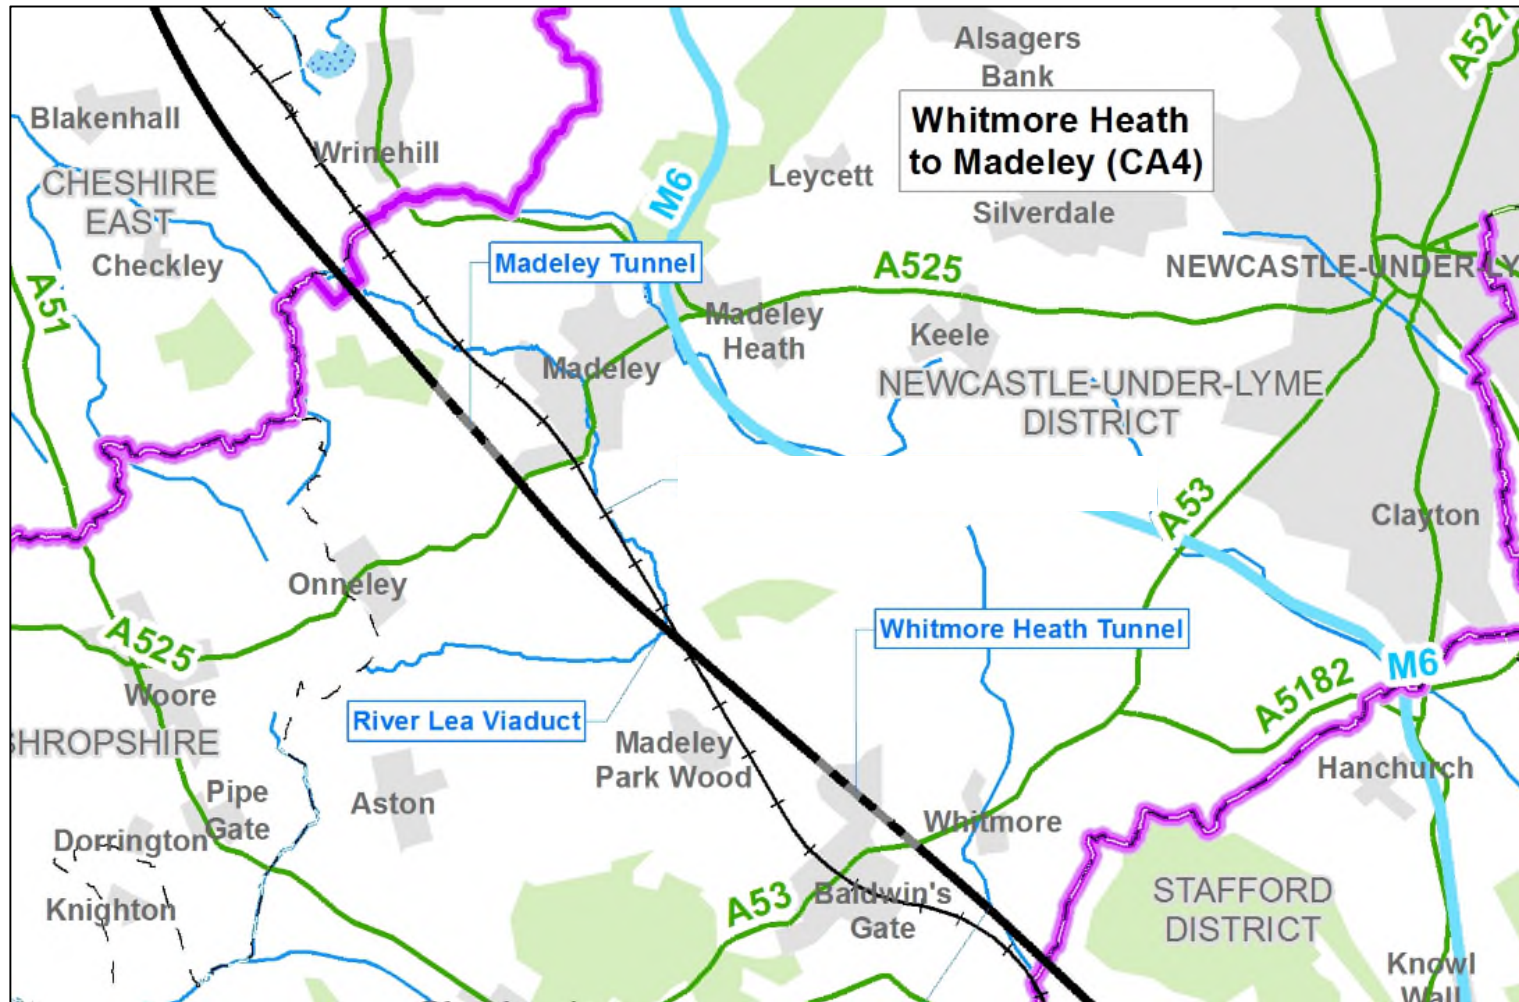 Alsagers
Bank
A527
Blakenhall
Whitmore Heath
to Madeley (CA4)
Wrinehill
Leycett
CHESHIRE
EAST
M6
Silverdale
Checkley
Madeley Tunnel
A525
NEWCASTLE-UNDER-LY
A51
Madeley
Heath
Keele
Madeley
NEWCASTLE-UNDER-LYME
DISTRICT
A53
Clayton
Onneley
A525
Whitmore Heath Tunnel
M6
Woore
A5182
River Lea Viaduct
SHROPSHIRE
Madeley
Park Wood
Hanchurch
Pipe
Gate
Aston
Dorrington
Whitmore
Knighton
A53
Baldwin's
Gate
STAFFORD
DISTRICT
Knowl
Wall